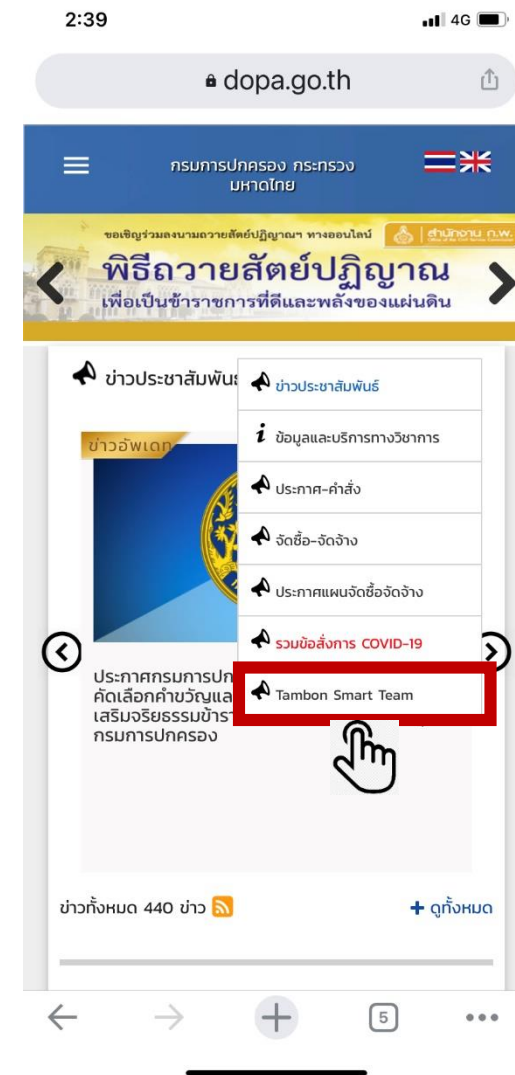 2:39
4G
dopa.go.th
กรมการปกครอง กระทรวง
มหาดไทย
ขอเชิญร่วมลงนามถวายสัตย์ปฏิญาณฯ ทางออนไลน์
สำนักงาน ก.พ.
พิธีถวายสัตย์ปฏิญาณ
เพื่อเป็นข้าราชการที่ดีและพลังของแผ่นดิน
ข่าวประชาสัมพันธ์
ข่าวประชาสัมพันธ์
ข่าวอัพเดท
ข้อมูลและบริการทางวิชาการ
ประกาศ-คำสั่ง
จัดซื้อ-จัดจ้าง
ประกาศแผนจัดซื้อจัดจ้าง
รวมข้อสั่งการ COVID-19
Tambon Smart Team
ประกาศกรมการปก
คัดเลือกคำขวัญแล
เสริมจริยธรรมข้ารา
กรมการปกครอง
ข่าวทั้งหมด 440 ข่าว
+ ดูทั้งหมด
5